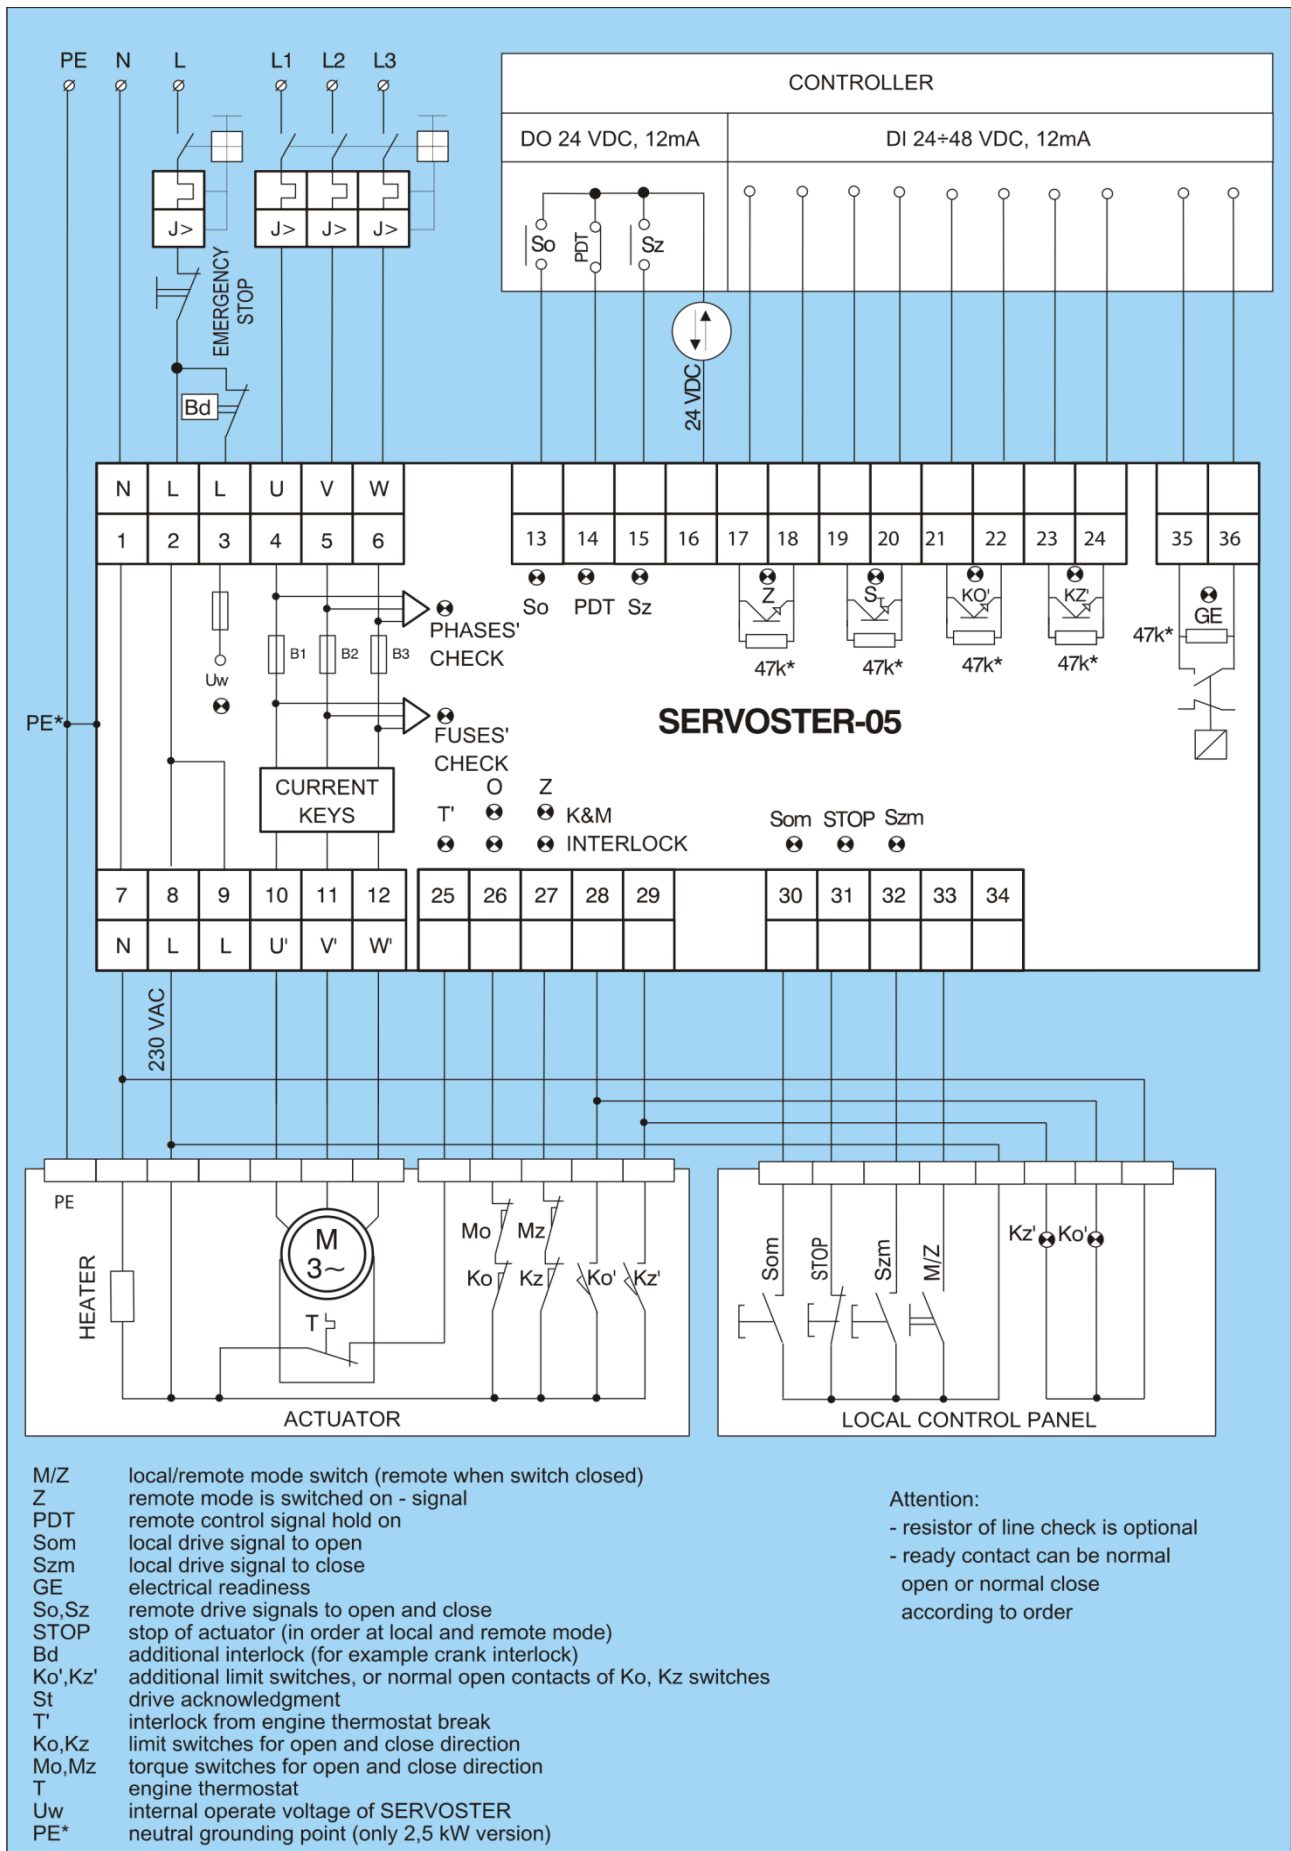 PE N L L1 L2 L3
CONTROLLER
DO 24 VDC, 12mA DI 24÷48 VDC, 12mA
J> J> J> J>
So PDT Sz
EMERGENCY
STOP
Bd
24 VDC
N L L U V W
1 2 3 4 5 6 13 14 15 16 17 18 19 20 21 22 23 24 35 36
So PDT Sz Z ST KO' KZ' GE
PHASES'
CHECK
B1 B2 B3
47k* 47k* 47k* 47k* 47k*
Uw
PE*
SERVOSTER-05
FUSES'
CHECK
CURRENT
KEYS
O Z
T' K&M
INTERLOCK
Som STOP Szm
7 8 9 10 11 12 25 26 27 28 29 30 31 32 33 34
N L L U' V' W'
230 VAC
PE
HEATER
M
3~
T
Mo Mz
Ko Kz Ko' Kz'
ACTUATOR
Som STOP Szm M/Z
Kz' Ko'
LOCAL CONTROL PANEL
M/Z local/remote mode switch (remote when switch closed)
Z remote mode is switched on - signal
PDT remote control signal hold on
Som local drive signal to open
Szm local drive signal to close
GE electrical readiness
So,Sz remote drive signals to open and close
STOP stop of actuator (in order at local and remote mode)
Bd additional interlock (for example crank interlock)
Ko',Kz' additional limit switches, or normal open contacts of Ko, Kz switches
St drive acknowledgment
T' interlock from engine thermostat break
Ko,Kz limit switches for open and close direction
Mo,Mz torque switches for open and close direction
T engine thermostat
Uw internal operate voltage of SERVOSTER
PE* neutral grounding point (only 2,5 kW version)
Attention:
- resistor of line check is optional
- ready contact can be normal
open or normal close
according to order